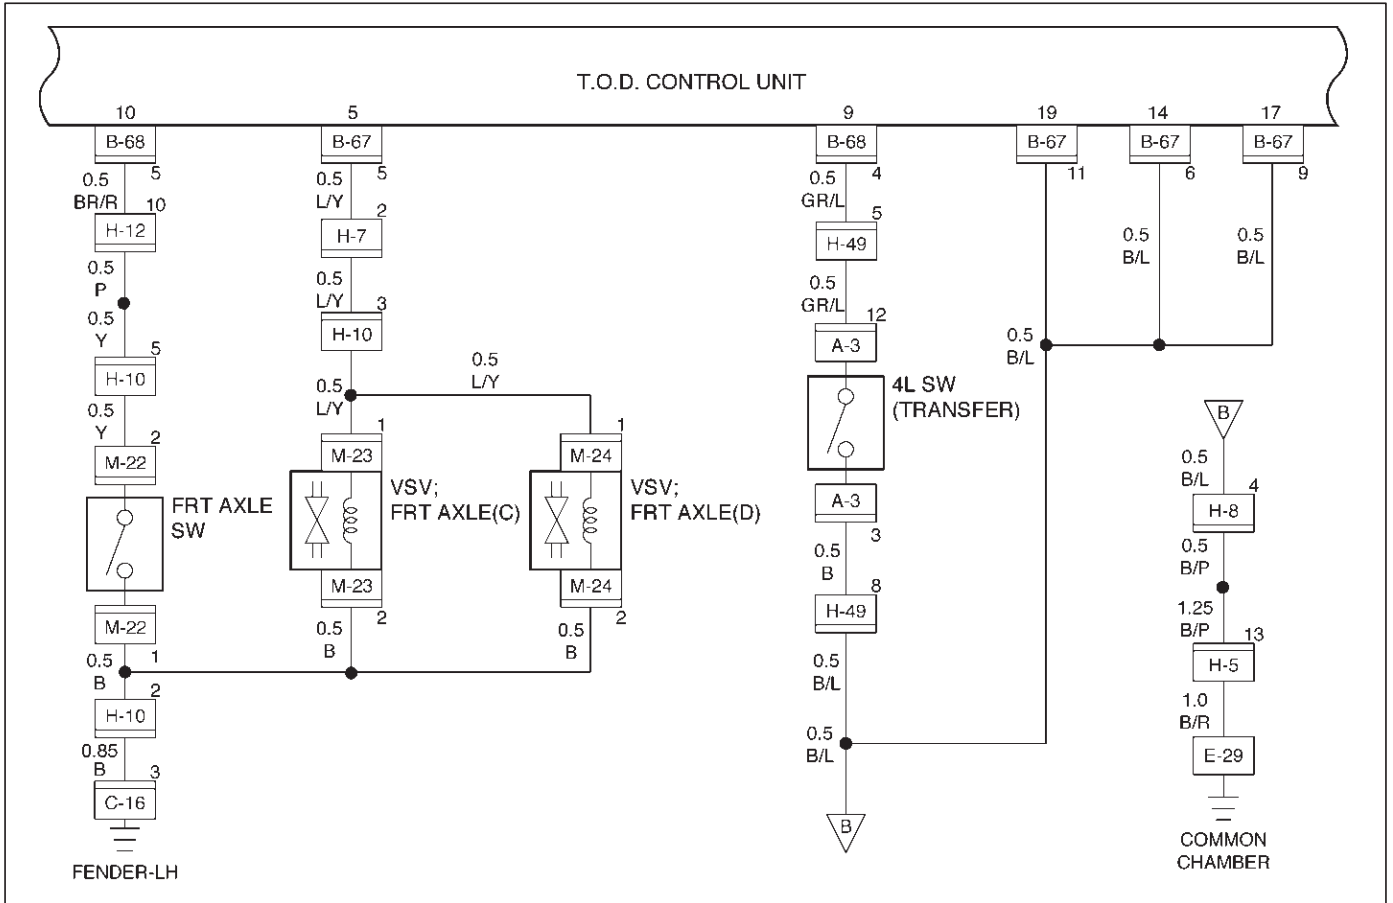 T.O.D. CONTROL UNIT
10 5 9 19 14 17
B-68 B-67 B-68 B-67 B-67 B-67
5 5 4 11 6 9
0.5
BR/R
10
H-12
0.5
P
0.5
Y
5
H-10
0.5
Y
2
M-22
FRT AXLE
SW
M-22
1
0.5
B
2
H-10
0.85
B
3
C-16
FENDER-LH
0.5
L/Y
2
H-7
0.5
L/Y
3
H-10
0.5
L/Y
0.5
L/Y
1
M-23
VSV;
FRT AXLE(C)
M-23
2
0.5
B
1
M-24
VSV;
FRT AXLE(D)
M-24
2
0.5
B
0.5
GR/L
5
H-49
0.5
GR/L
12
A-3
4L SW
(TRANSFER)
A-3
3
0.5
B
8
H-49
0.5
B/L
0.5
B/L
B
0.5
B/L
0.5
B/L
0.5
B/L
B
0.5
B/L
4
H-8
0.5
B/P
1.25
B/P
13
H-5
1.0
B/R
E-29
COMMON
CHAMBER